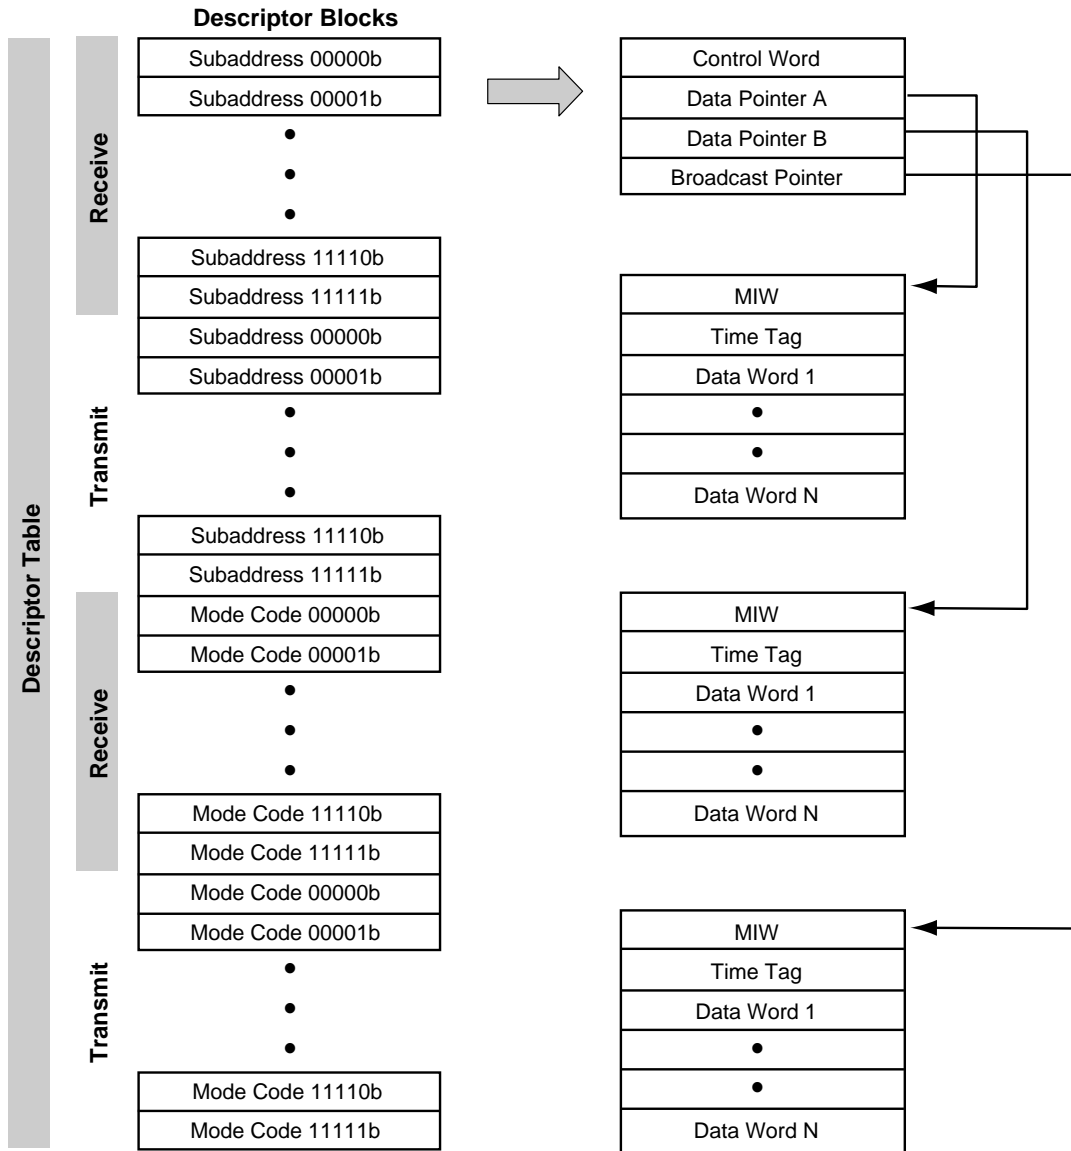 Descriptor Blocks
Descriptor Table
Receive
Subaddress 00000b
Subaddress 00001b
Subaddress 11110b
Subaddress 11111b
Transmit
Subaddress 00000b
Subaddress 00001b
Subaddress 11110b
Subaddress 11111b
Receive
Mode Code 00000b
Mode Code 00001b
Mode Code 11110b
Mode Code 11111b
Transmit
Mode Code 00000b
Mode Code 00001b
Mode Code 11110b
Mode Code 11111b
Control Word
Data Pointer A
Data Pointer B
Broadcast Pointer
MIW
Time Tag
Data Word 1
Data Word N
MIW
Time Tag
Data Word 1
Data Word N
MIW
Time Tag
Data Word 1
Data Word N